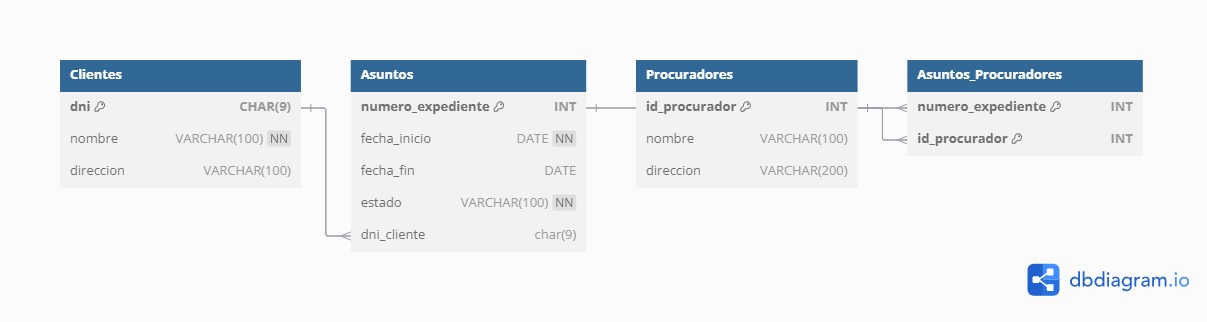 Clientes
dni CHAR(9)
nombre VARCHAR(100) NN
direccion VARCHAR(100)
Asuntos
numero_expediente INT
fecha_inicio DATE NN
fecha_fin DATE
estado VARCHAR(100) NN
dni_cliente char(9)
Procuradores
id_procurador INT
nombre VARCHAR(100)
direccion VARCHAR(200)
Asuntos_Procuradores
numero_expediente INT
id_procurador INT
dbdiagram.io